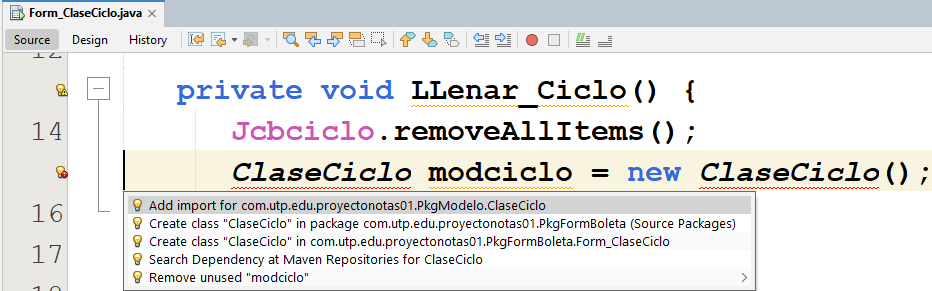 Form_ClaseCiclo.java ×
Source Design History
private void LLenar_Ciclo() {
14 Jcbciclo.removeAllItems();
ClaseCiclo modciclo = new ClaseCiclo();
Add import for com.utp.edu.proyectonotas01.PkgModelo.ClaseCiclo
16 Create class "ClaseCiclo" in package com.utp.edu.proyectonotas01.PkgFormBoleta (Source Packages)
Create class "ClaseCiclo" in com.utp.edu.proyectonotas01.PkgFormBoleta.Form_ClaseCiclo
17 Search Dependency at Maven Repositories for ClaseCiclo
Remove unused "modciclo"